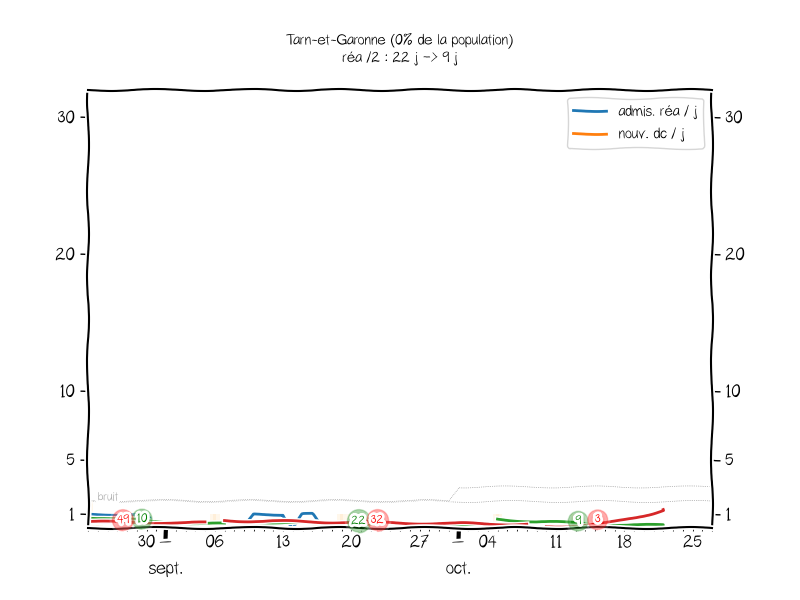 Tarn-et-Garonne (0% de la population)
réa /2 : 22 j -> 9 j
admis. réa / j
nouv. dc / j
30 30
20 20
10 10
5 5
bruit
1 1
49 10 22 32 9 3
30 06 13 20 27 04 11 18 25
sept. oct.